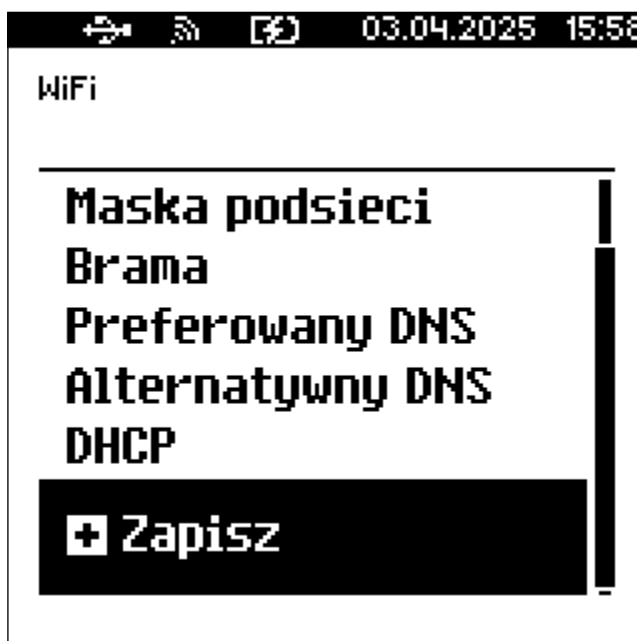 03.04.2025 15:58
WiFi
Maska podsieci
Brama
Preferowany DNS
Alternatywny DNS
DHCP
Zapisz